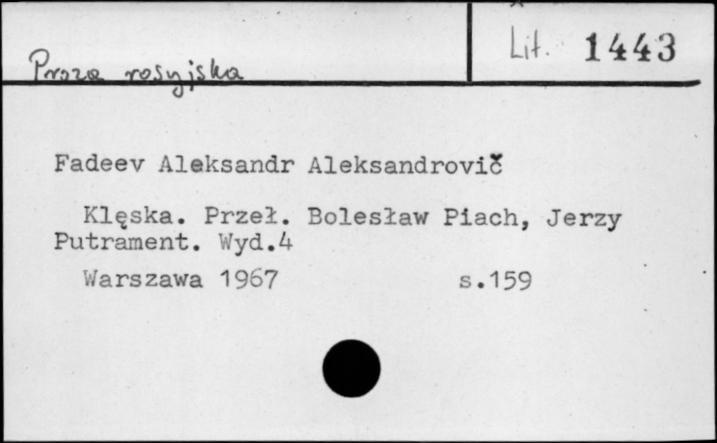 Proza rosyjska
Lit. 1443
Fadeev Aleksandr Aleksandrovič
Klęska. Przeł. Bolesław Piach, Jerzy
Putrament. Wyd.4
Warszawa 1967 s.159